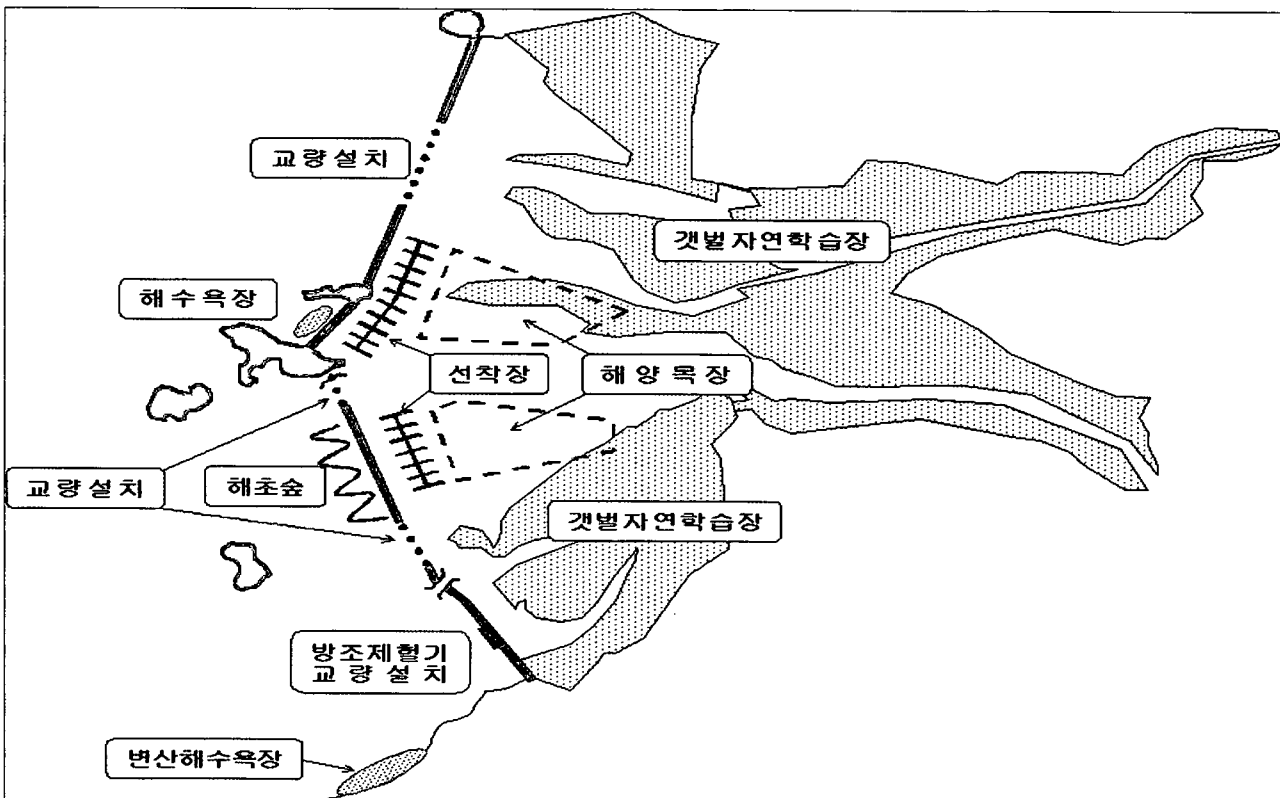 교량설치
갯벌자연학습장
해수욕장
선착장
해양목장
교량설치
해초숲
갯벌자연학습장
방조제헐기
교량설치
변산해수욕장